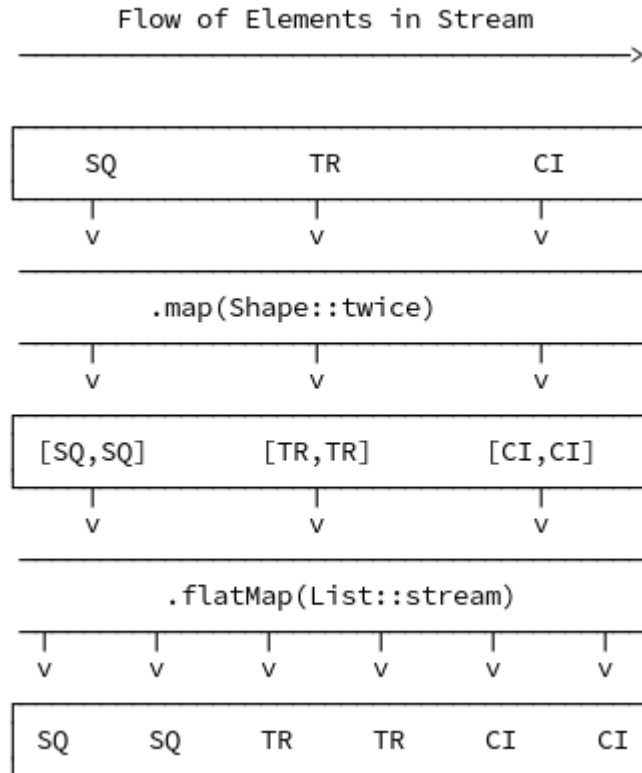 Flow of Elements in Stream
SQ TR CI
v v v
.map(Shape::twice)
v v v
[SQ,SQ] [TR,TR] [CI,CI]
v v v
.flatMap(List::stream)
v v v v v v
SQ SQ TR TR CI CI